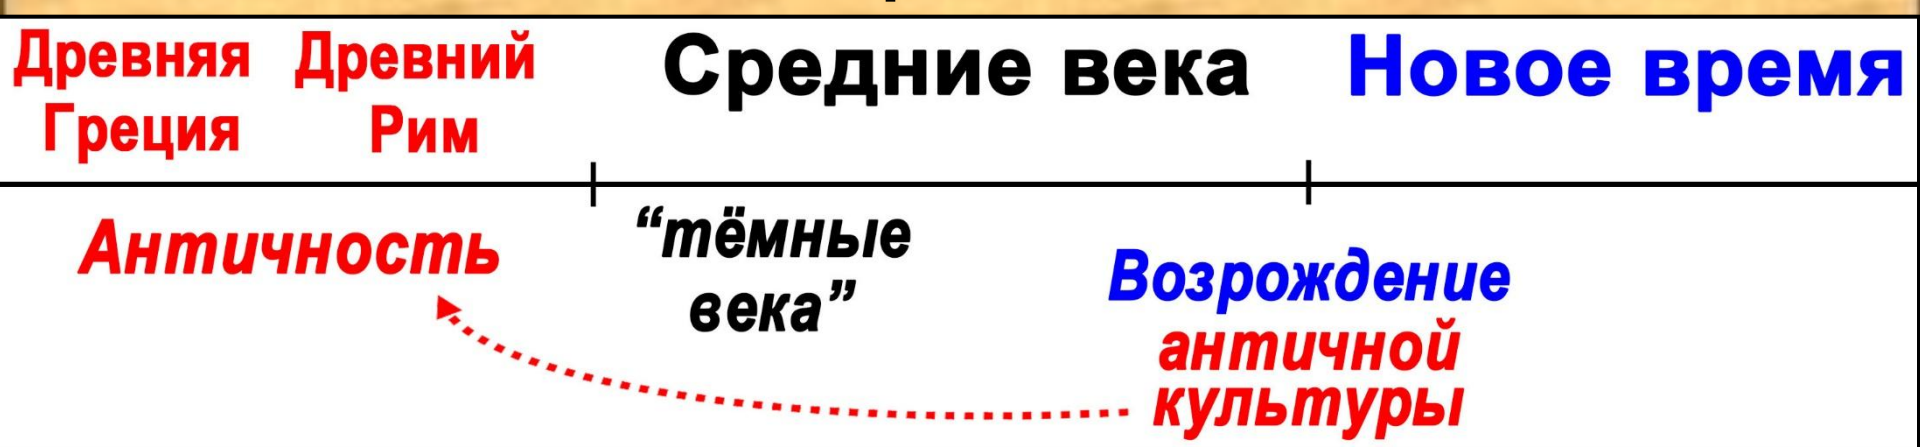 Древняя Греция
Древний Рим
Средние века
Новое время
Античность
“тёмные
века”
Возрождение
античной
культуры